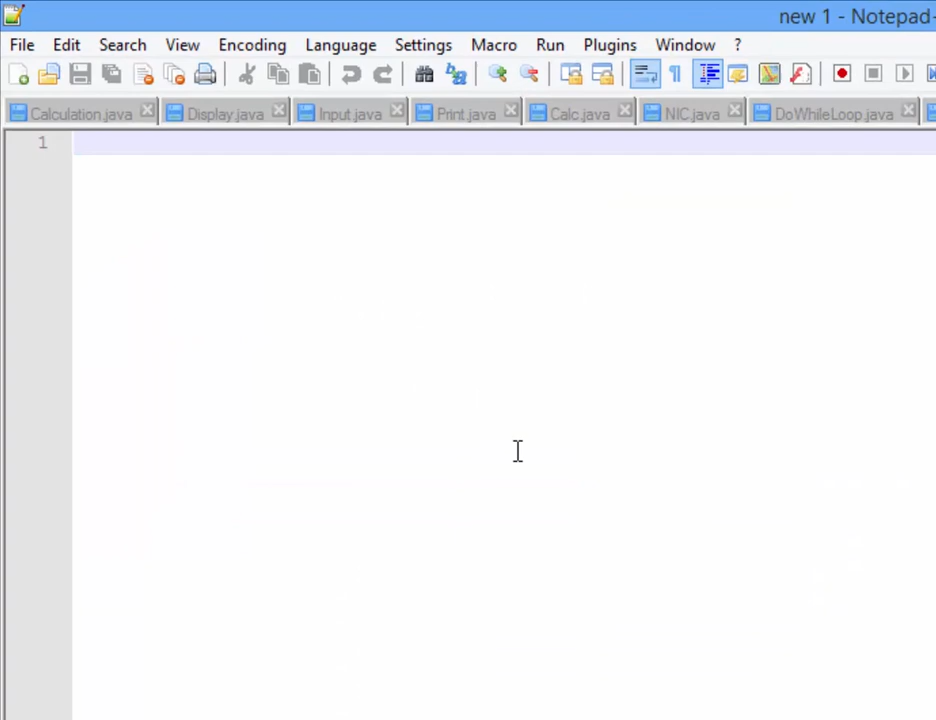 new 1 - Notepad
File Edit Search View Encoding Language Settings Macro Run Plugins Window ?
Calculation.java Display.java Input.java Print.java Calc.java NIC.java DoWhileLoop.java
1